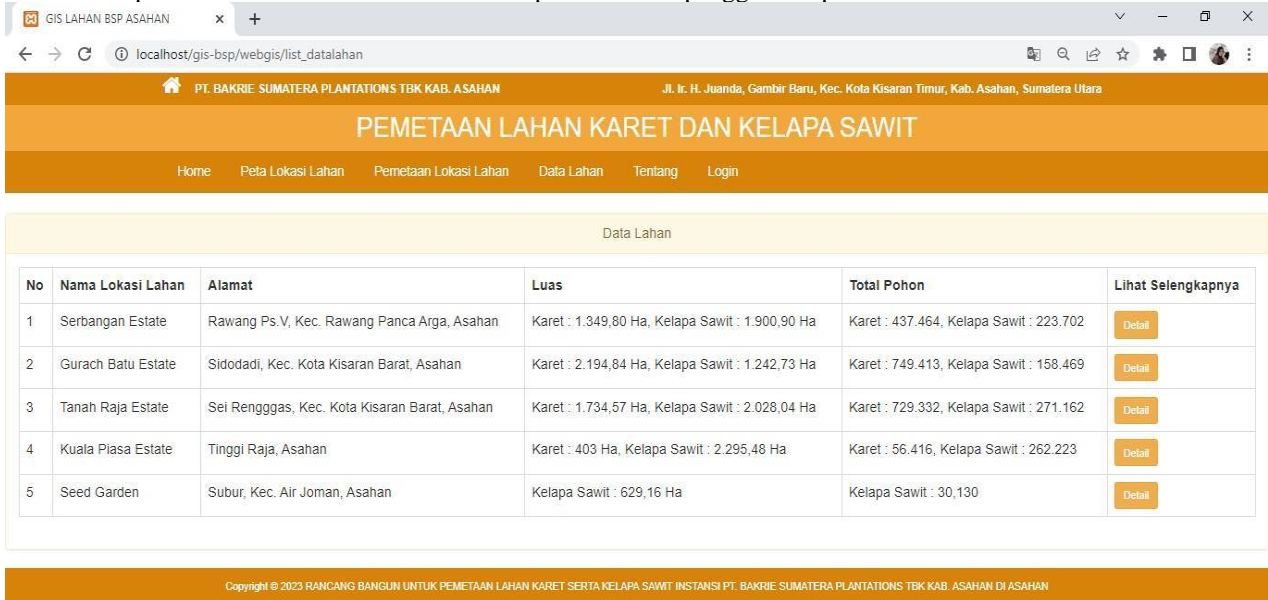 GIS LAHAN BSP ASAHAN
localhost/gis-bsp/webgis/list_datalahan
PT. BAKRIE SUMATERA PLANTATIONS TBK KAB. ASAHAN Jl. Ir. H. Juanda, Gambir Baru, Kec. Kota Kisaran Timur, Kab. Asahan, Sumatera Utara
PEMETAAN LAHAN KARET DAN KELAPA SAWIT
Home Peta Lokasi Lahan Pemetaan Lokasi Lahan Data Lahan Tentang Login
Data Lahan
No Nama Lokasi Lahan Alamat Luas Total Pohon Lihat Selengkapnya
1 Serbangan Estate Rawang Ps.V, Kec. Rawang Panca Arga, Asahan Karet : 1.349,80 Ha, Kelapa Sawit : 1.900,90 Ha Karet : 437.464, Kelapa Sawit : 223.702 Detail
2 Gurach Batu Estate Sidodadi, Kec. Kota Kisaran Barat, Asahan Karet : 2.194,84 Ha, Kelapa Sawit : 1.242,73 Ha Karet : 749.413, Kelapa Sawit : 158.469 Detail
3 Tanah Raja Estate Sei Rengggas, Kec. Kota Kisaran Barat, Asahan Karet : 1.734,57 Ha, Kelapa Sawit : 2.028,04 Ha Karet : 729.332, Kelapa Sawit : 271.162 Detail
4 Kuala Piasa Estate Tinggi Raja, Asahan Karet : 403 Ha, Kelapa Sawit : 2.295,48 Ha Karet : 56.416, Kelapa Sawit : 262.223 Detail
5 Seed Garden Subur, Kec. Air Joman, Asahan Kelapa Sawit : 629,16 Ha Kelapa Sawit : 30,130 Detail
Copyright © 2023 RANCANG BANGUN UNTUK PEMETAAN LAHAN KARET SERTA KELAPA SAWIT INSTANSI PT. BAKRIE SUMATERA PLANTATIONS TBK KAB. ASAHAN DI ASAHAN